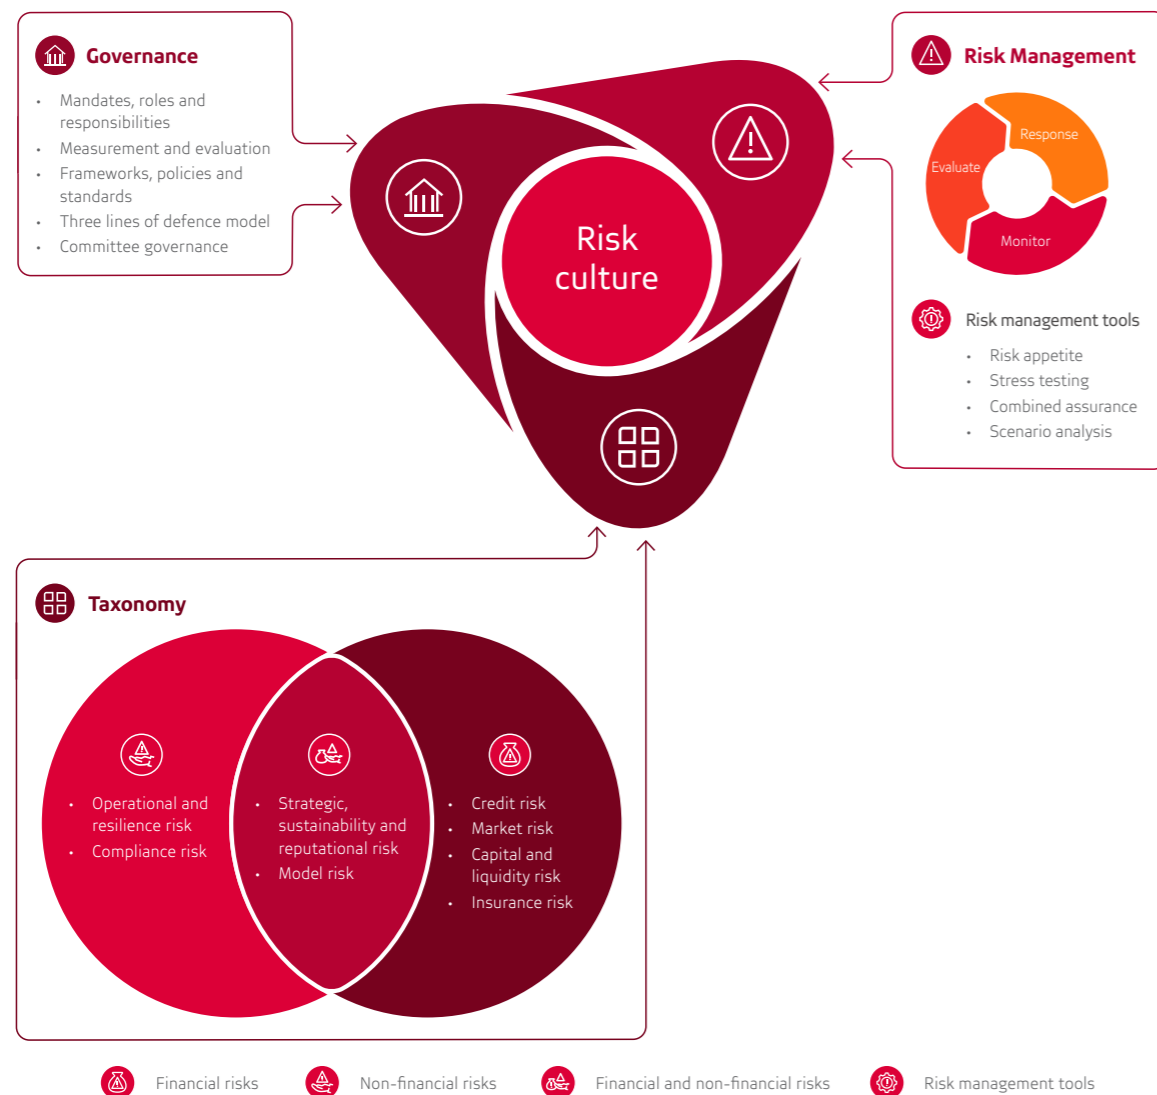 Governance
• Mandates, roles and
responsibilities
• Measurement and evaluation
• Frameworks, policies and
standards
• Three lines of defence model
• Committee governance
Risk
culture
Risk Management
Response
Evaluate
Monitor
Risk management tools
• Risk appetite
• Stress testing
• Combined assurance
• Scenario analysis
Taxonomy
• Operational and
resilience risk
• Compliance risk
• Strategic,
sustainability and
reputational risk
• Model risk
• Credit risk
• Market risk
• Capital and
liquidity risk
• Insurance risk
Financial risks
Non-financial risks
Financial and non-financial risks
Risk management tools